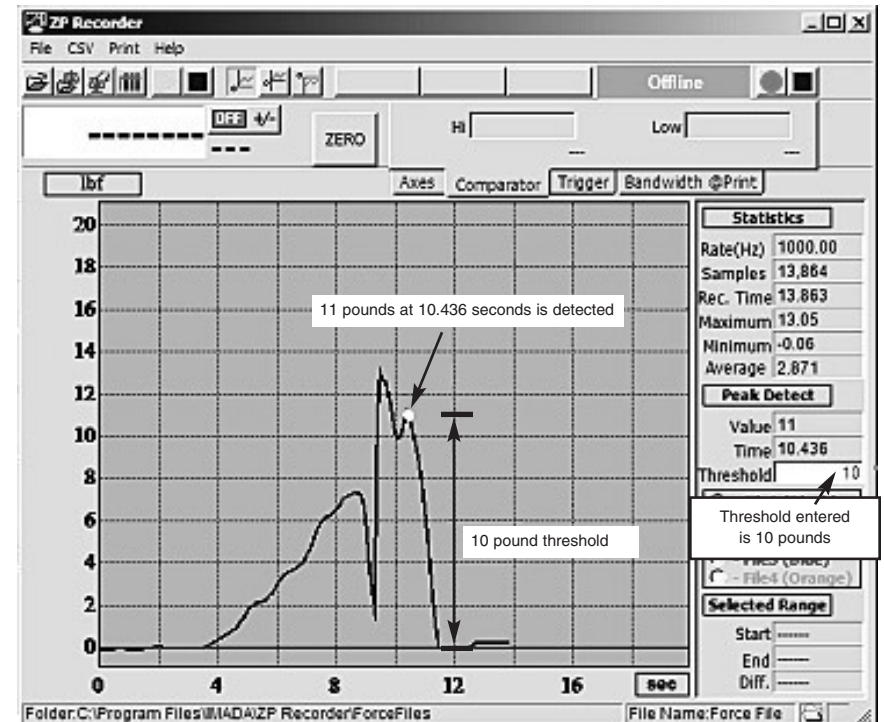 ZP Recorder
File CSV Print Help
Offline
OFF +/-
ZERO
Hi
Low
---
---
lbf
Axes Comparator Trigger Bandwidth @Print
20
18
16
14
12
10
8
6
4
2
0
0 4 8 12 16 sec
11 pounds at 10.436 seconds is detected
10 pound threshold
Statistics
Rate(Hz) 1000.00
Samples 13,864
Rec. Time 13.863
Maximum 13.05
Minimum -0.06
Average 2.871
Peak Detect
Value 11
Time 10.436
Threshold 10
Threshold entered
is 10 pounds
- File4 (Orange)
Selected Range
Start ------
End ------
Diff. ------
Folder:C:\Program Files\IMADA\ZP Recorder\ForceFiles
File Name:Force File